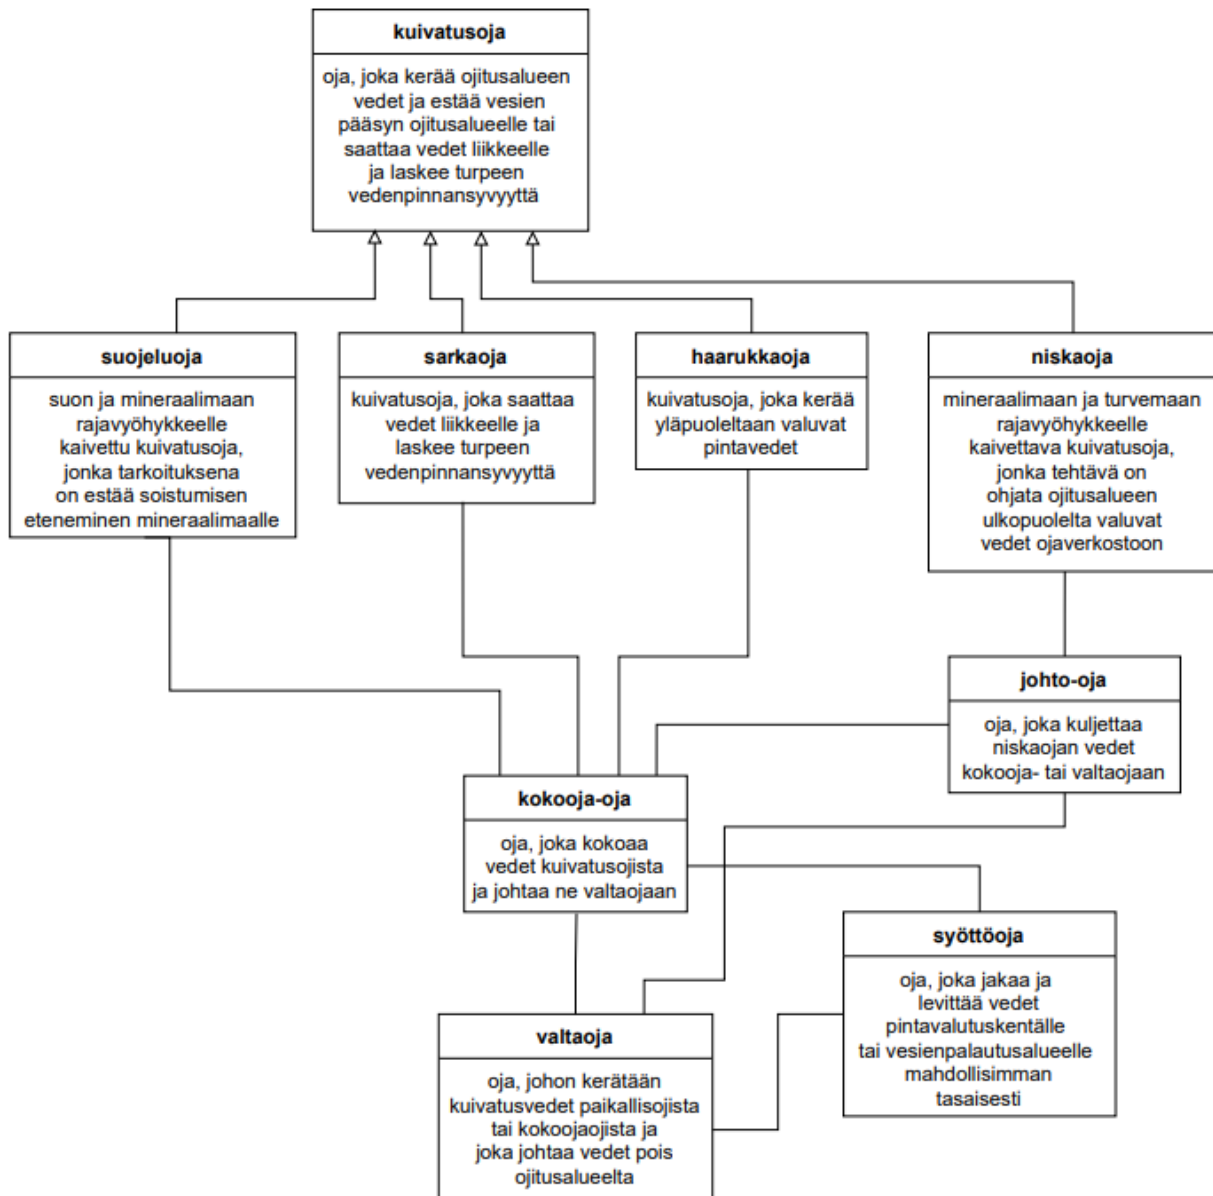 kuivatusoja
oja, joka kerää ojitusalueen
vedet ja estää vesien
pääsyn ojitusalueelle tai
saattaa vedet liikkeelle
ja laskee turpeen
vedenpinnansyvyyttä
suojeluoja
suon ja mineraalimaan
rajavyöhykkeelle
kaivettu kuivatusoja,
jonka tarkoituksena
on estää soistumisen
eteneminen mineraalimaalle
sarkaoja
kuivatusoja, joka saattaa
vedet liikkeelle ja
laskee turpeen
vedenpinnansyvyyttä
haarukkaoja
kuivatusoja, joka kerää
yläpuoleltaan valuvat
pintavedet
niskaoja
mineraalimaan ja turvemaan
rajavyöhykkeelle
kaivettava kuivatusoja,
jonka tehtävä on
ohjata ojitusalueen
ulkopuolelta valuvat
vedet ojaverkostoon
johto-oja
oja, joka kuljettaa
niskaojan vedet
kokooja- tai valtaojaan
kokooja-oja
oja, joka kokoaa
vedet kuivatusojista
ja johtaa ne valtaojaan
syöttöoja
oja, joka jakaa ja
levittää vedet
pintavalutuskentälle
tai vesienpalautusalueelle
mahdollisimman
tasaisesti
valtaoja
oja, johon kerätään
kuivatusvedet paikallisojista
tai kokoojaojista ja
joka johtaa vedet pois
ojitusalueelta